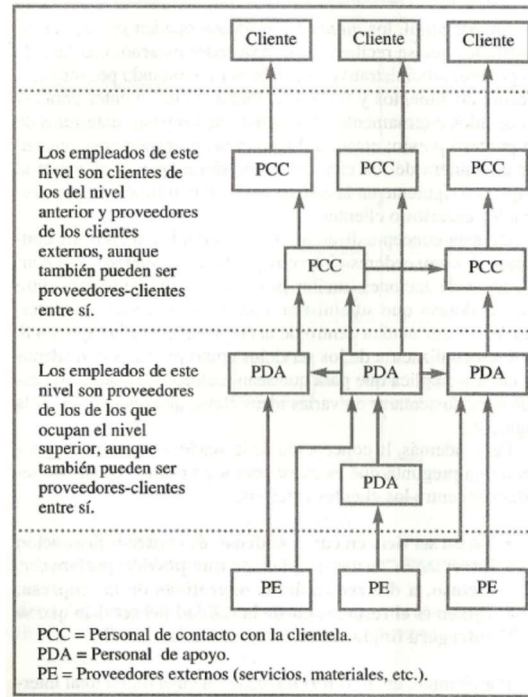 Cliente Cliente Cliente
Los empleados de este
nivel son clientes de
los del nivel
anterior y proveedores
de los clientes
externos, aunque
también pueden ser
proveedores-clientes
entre sí.
PCC PCC PCC
PCC PCC
Los empleados de este
nivel son proveedores
de los de los que
ocupan el nivel
superior, aunque
también pueden ser
proveedores-clientes
entre sí.
PDA PDA PDA
PDA
PE PE PE
PCC = Personal de contacto con la clientela.
PDA = Personal de apoyo.
PE = Proveedores externos (servicios, materiales, etc.).